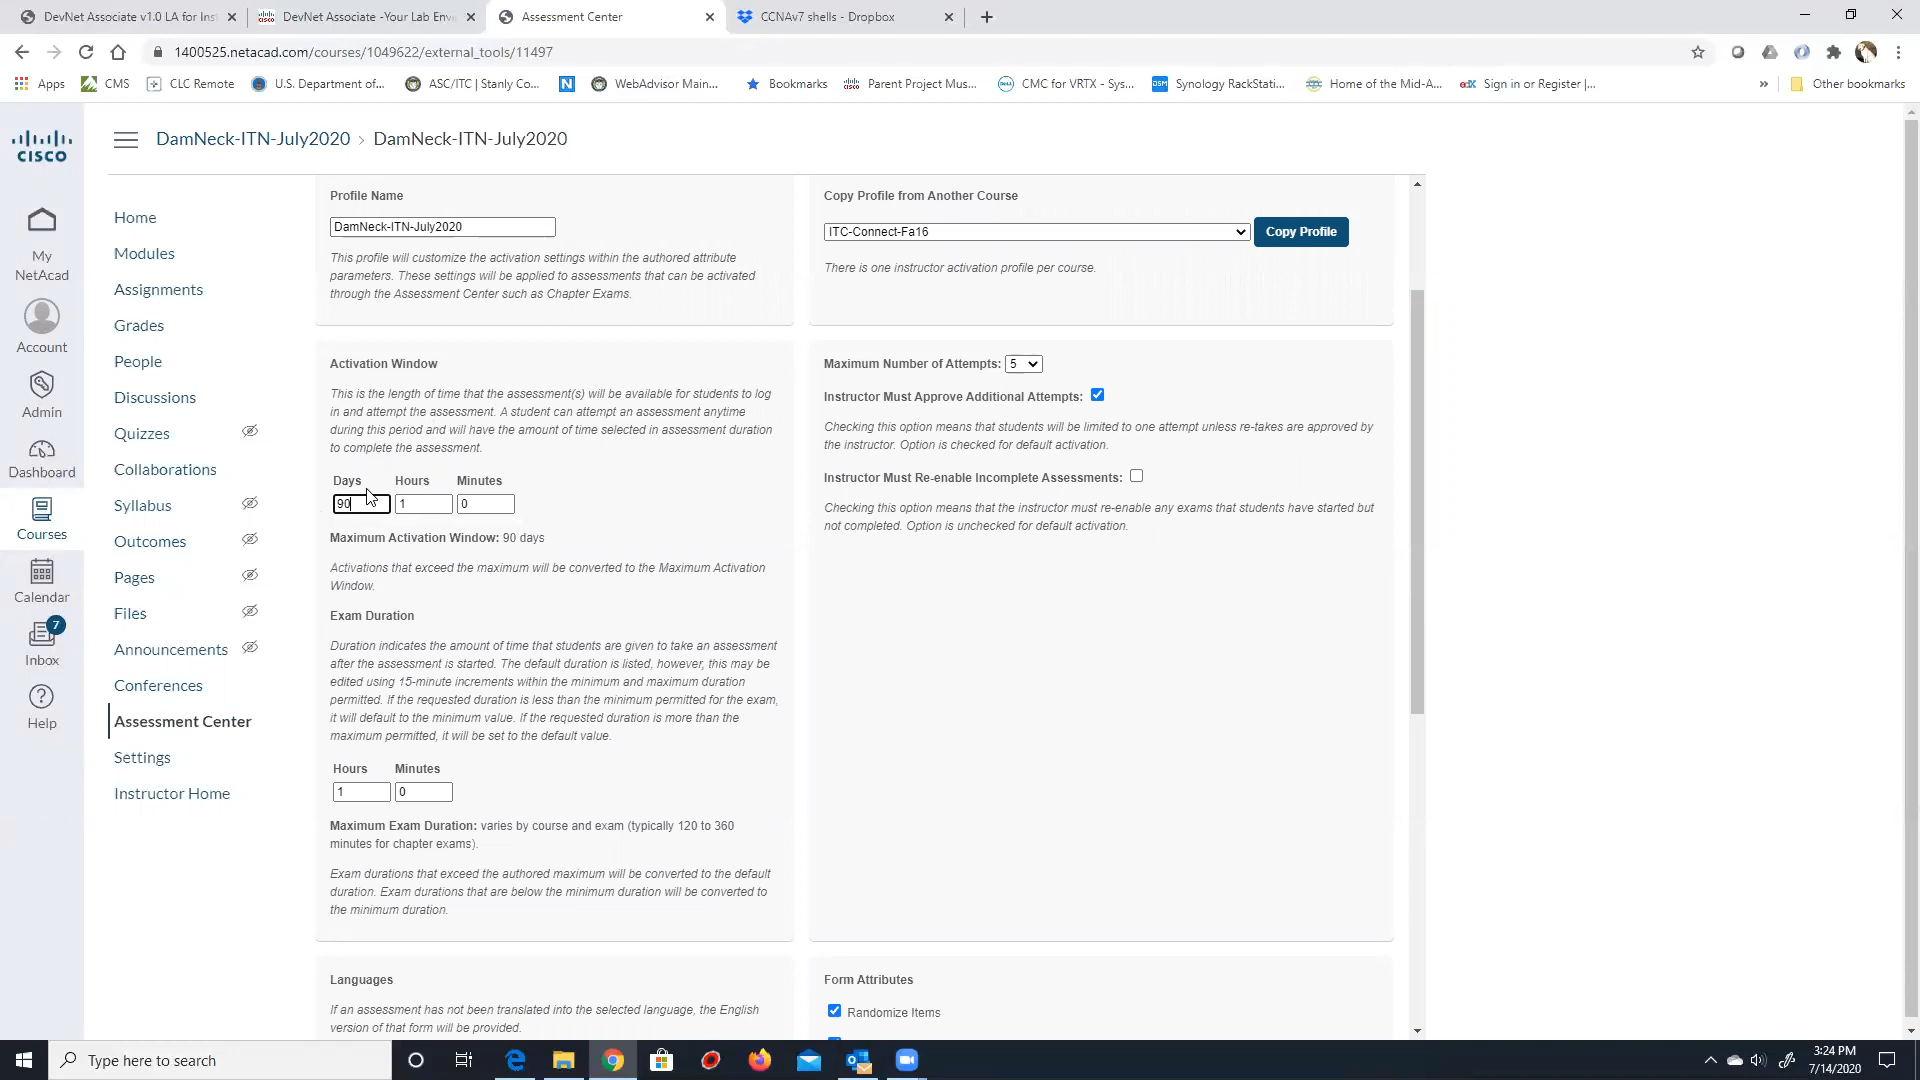 DevNet Associate v1.0 LA for Inst
DevNet Associate -Your Lab Enve
Assessment Center
CCNAv7 shells - Dropbox
1400525.netacad.com/courses/1049622/external_tools/11497
Apps
CMS
CLC Remote
U.S. Department of...
ASC/ITC | Stanly Co...
N
WebAdvisor Main...
Bookmarks
Parent Project Mus...
CMC for VRTX - Sys...
Synology RackStati...
Home of the Mid-A...
edX
Sign in or Register |...
»
Other bookmarks
CISCO
DamNeck-ITN-July2020 › DamNeck-ITN-July2020
My
NetAcad
Account
Admin
Dashboard
Courses
Calendar
7
Inbox
Help
Home
Modules
Assignments
Grades
People
Discussions
Quizzes
Collaborations
Syllabus
Outcomes
Pages
Files
Announcements
Conferences
Assessment Center
Settings
Instructor Home
Profile Name
DamNeck-ITN-July2020
This profile will customize the activation settings within the authored attribute
parameters. These settings will be applied to assessments that can be activated
through the Assessment Center such as Chapter Exams.
Copy Profile from Another Course
ITC-Connect-Fa16
Copy Profile
There is one instructor activation profile per course.
Activation Window
This is the length of time that the assessment(s) will be available for students to log
in and attempt the assessment. A student can attempt an assessment anytime
during this period and will have the amount of time selected in assessment duration
to complete the assessment.
Days Hours Minutes
90 1 0
Maximum Activation Window: 90 days
Activations that exceed the maximum will be converted to the Maximum Activation
Window.
Exam Duration
Duration indicates the amount of time that students are given to take an assessment
after the assessment is started. The default duration is listed, however, this may be
edited using 15-minute increments within the minimum and maximum duration
permitted. If the requested duration is less than the minimum permitted for the exam,
it will default to the minimum value. If the requested duration is more than the
maximum permitted, it will be set to the default value.
Hours Minutes
1 0
Maximum Exam Duration: varies by course and exam (typically 120 to 360
minutes for chapter exams).
Exam durations that exceed the authored maximum will be converted to the default
duration. Exam durations that are below the minimum duration will be converted to
the minimum duration.
Maximum Number of Attempts: 5
Instructor Must Approve Additional Attempts:
Checking this option means that students will be limited to one attempt unless re-takes are approved by
the instructor. Option is checked for default activation.
Instructor Must Re-enable Incomplete Assessments:
Checking this option means that the instructor must re-enable any exams that students have started but
not completed. Option is unchecked for default activation.
Languages
If an assessment has not been translated into the selected language, the English
version of that form will be provided.
Form Attributes
Randomize Items
Type here to search
3:24 PM
7/14/2020